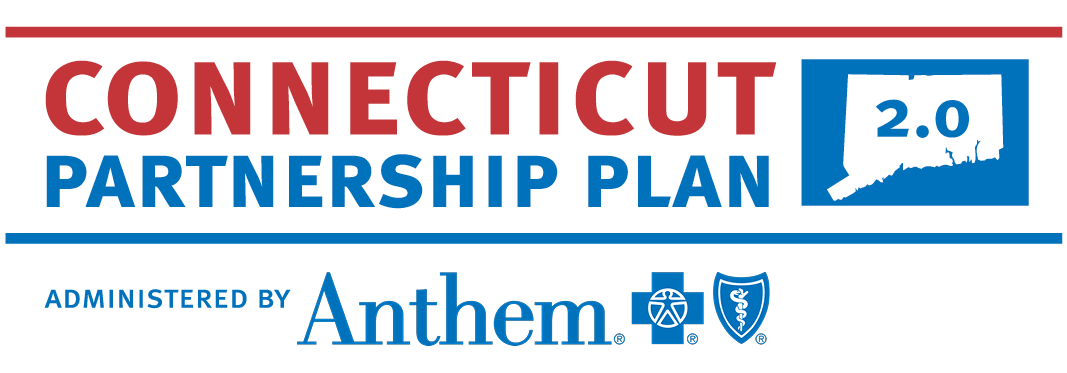 CONNECTICUT
PARTNERSHIP PLAN
2.0
ADMINISTERED BY Anthem® ® ®